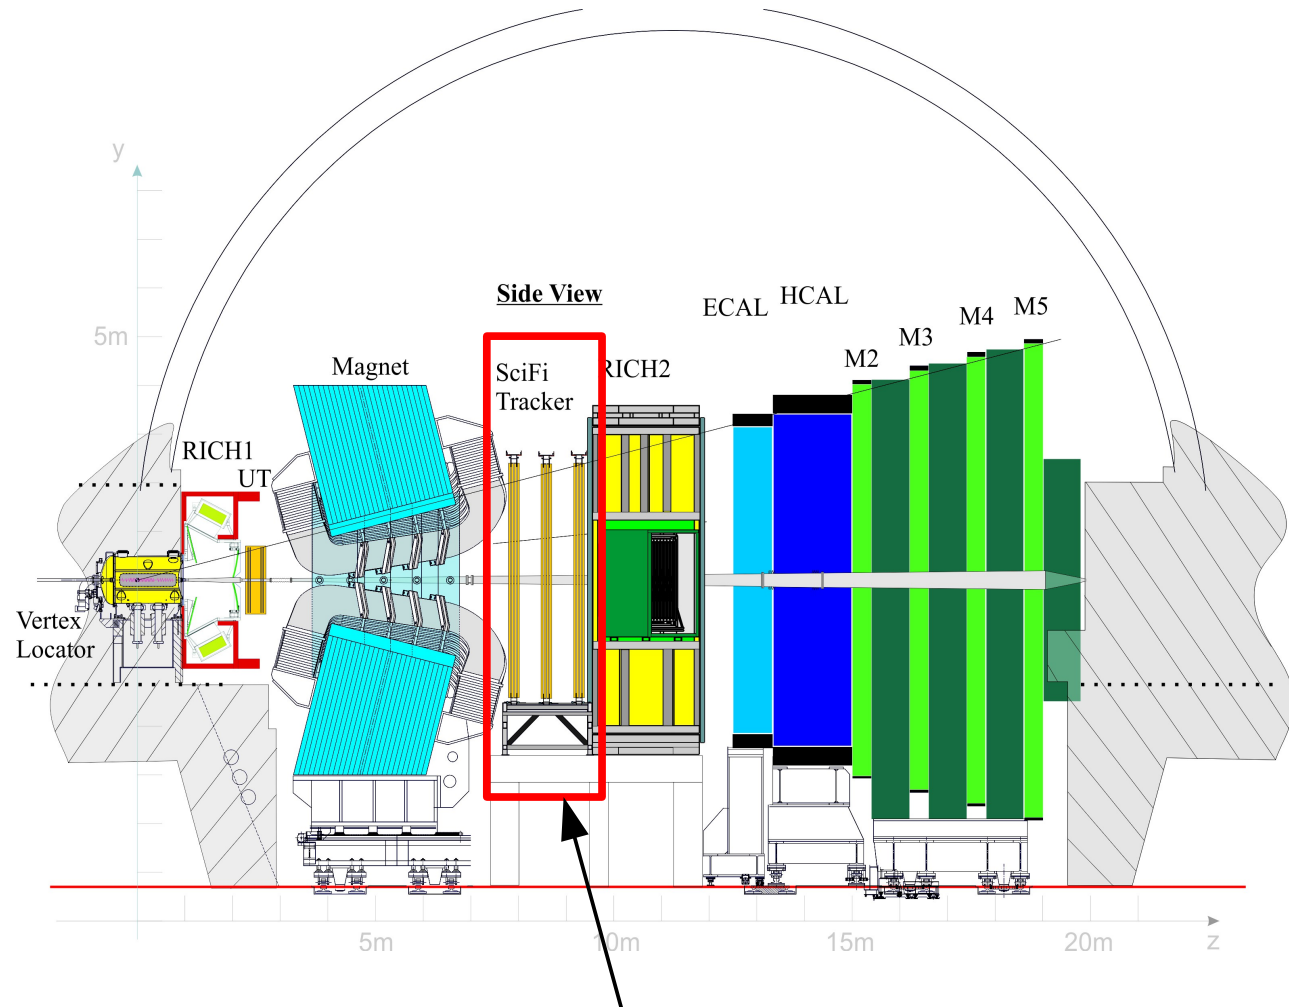 y
Side View
5m
ECAL
HCAL
M2
M3
M4
M5
Magnet
SciFi
Tracker
RICH2
RICH1
UT
Vertex
Locator
5m
10m
15m
20m
z